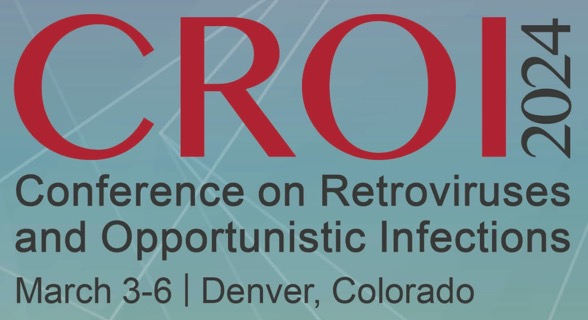 CROI 2024
Conference on Retroviruses
and Opportunistic Infections
March 3-6 | Denver, Colorado